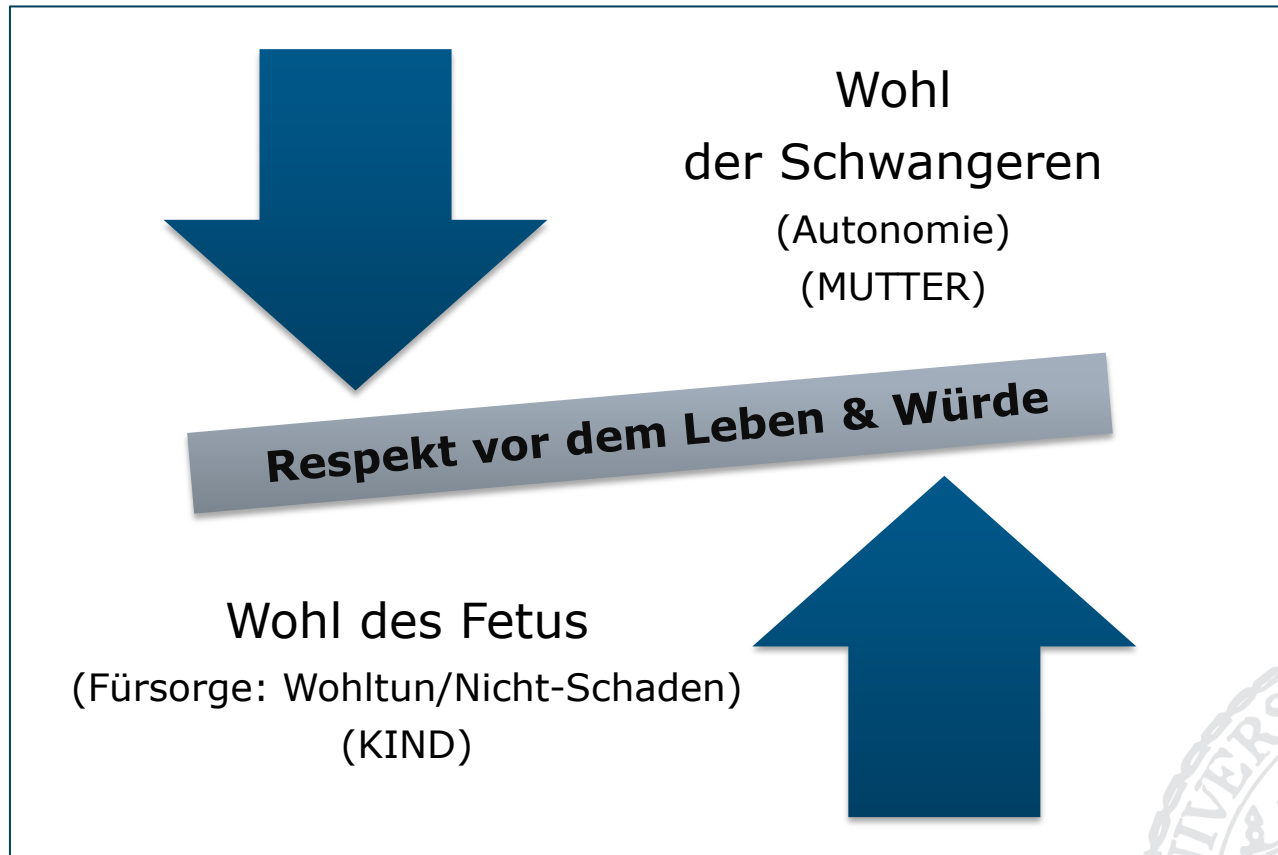 Wohl
der Schwangeren
(Autonomie)
(MUTTER)
Respekt vor dem Leben & Würde
Wohl des Fetus
(Fürsorge: Wohltun/Nicht-Schaden)
(KIND)